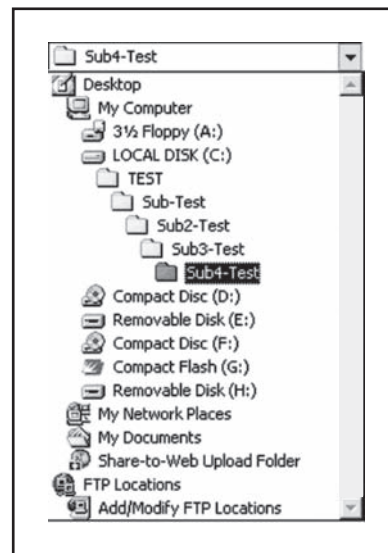 Sub4-Test
Desktop
My Computer
3½ Floppy (A:)
LOCAL DISK (C:)
TEST
Sub-Test
Sub2-Test
Sub3-Test
Sub4-Test
Compact Disc (D:)
Removable Disk (E:)
Compact Disc (F:)
Compact Flash (G:)
Removable Disk (H:)
My Network Places
My Documents
Share-to-Web Upload Folder
FTP Locations
Add/Modify FTP Locations